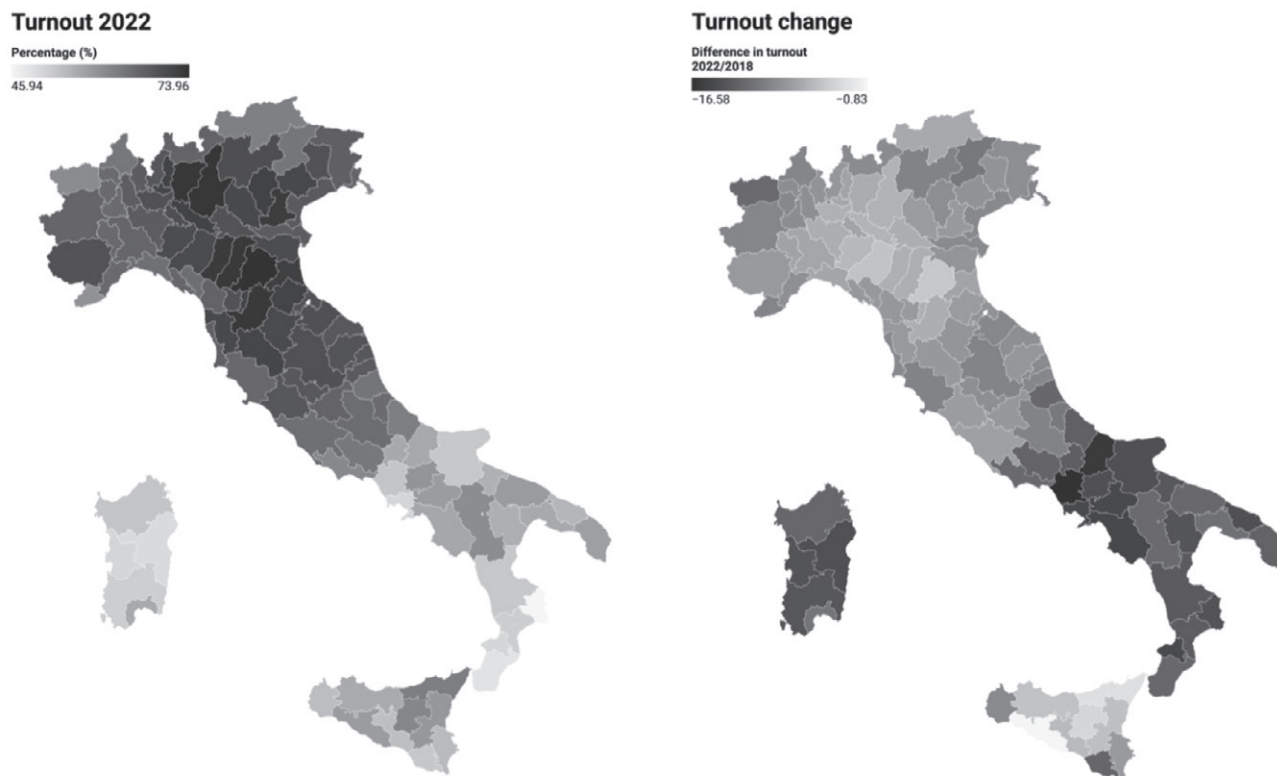 Turnout 2022
Percentage (%)
45.94 73.96
Turnout change
Difference in turnout
2022/2018
−16.58 −0.83